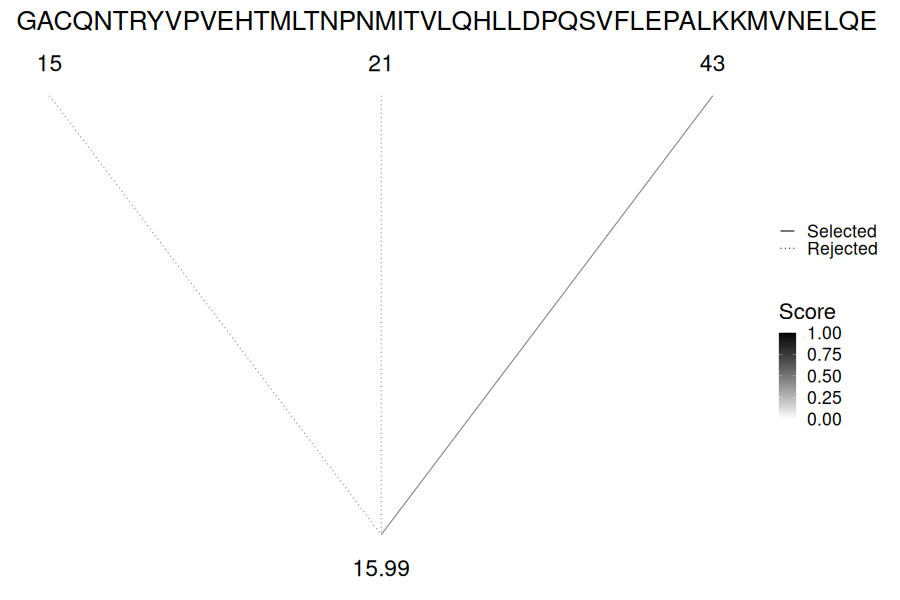 GACQNTRYVPVEHTMLTNPNMITVLQHLLDPQSVFLEPALKKMVNELQE
15 21 43
Selected
Rejected
Score
1.00
0.75
0.50
0.25
0.00
15.99